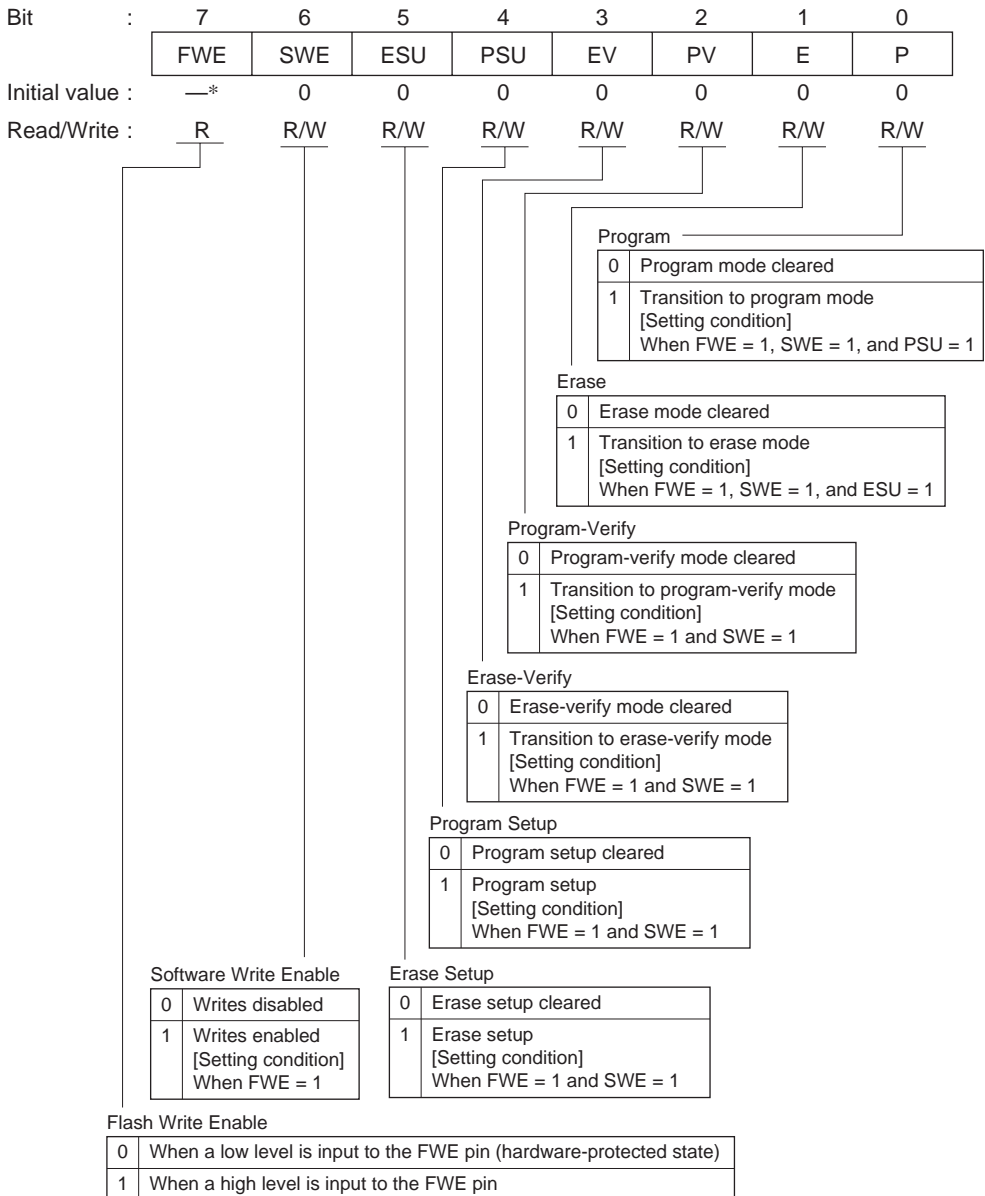 Bit : 7 6 5 4 3 2 1 0
FWE SWE ESU PSU EV PV E P
Initial value : —* 0 0 0 0 0 0 0
Read/Write : R R/W R/W R/W R/W R/W R/W R/W
Program
0 Program mode cleared
1 Transition to program mode
[Setting condition]
When FWE = 1, SWE = 1, and PSU = 1
Erase
0 Erase mode cleared
1 Transition to erase mode
[Setting condition]
When FWE = 1, SWE = 1, and ESU = 1
Program-Verify
0 Program-verify mode cleared
1 Transition to program-verify mode
[Setting condition]
When FWE = 1 and SWE = 1
Erase-Verify
0 Erase-verify mode cleared
1 Transition to erase-verify mode
[Setting condition]
When FWE = 1 and SWE = 1
Program Setup
0 Program setup cleared
1 Program setup
[Setting condition]
When FWE = 1 and SWE = 1
Software Write Enable
0 Writes disabled
1 Writes enabled
[Setting condition]
When FWE = 1
Erase Setup
0 Erase setup cleared
1 Erase setup
[Setting condition]
When FWE = 1 and SWE = 1
Flash Write Enable
0 When a low level is input to the FWE pin (hardware-protected state)
1 When a high level is input to the FWE pin